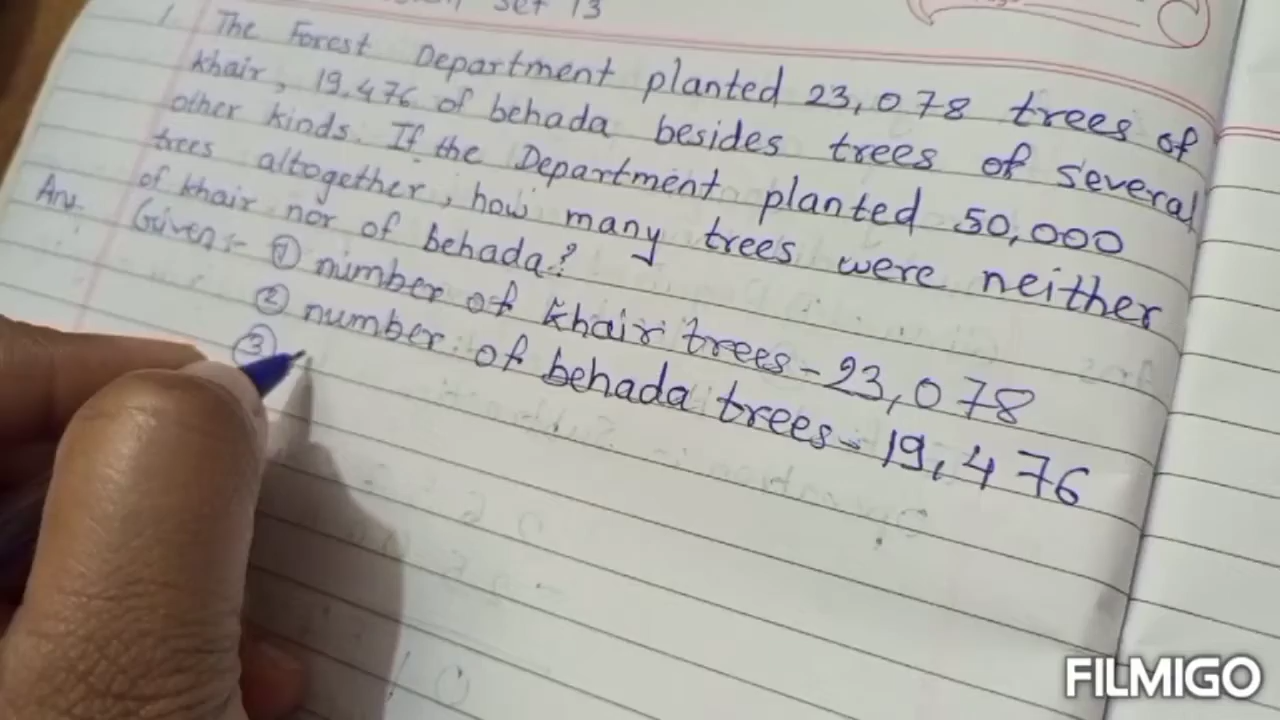 Set 13
1. The Forest Department planted 23,078 trees of
khair, 19,476 of behada besides trees of several
other kinds. If the Department planted 50,000
trees altogether, how many trees were neither
of khair nor of behada?
Ans. Given :- ① nimber of khair trees - 23,078
② number of behada trees - 19,476
③
FILMIGO